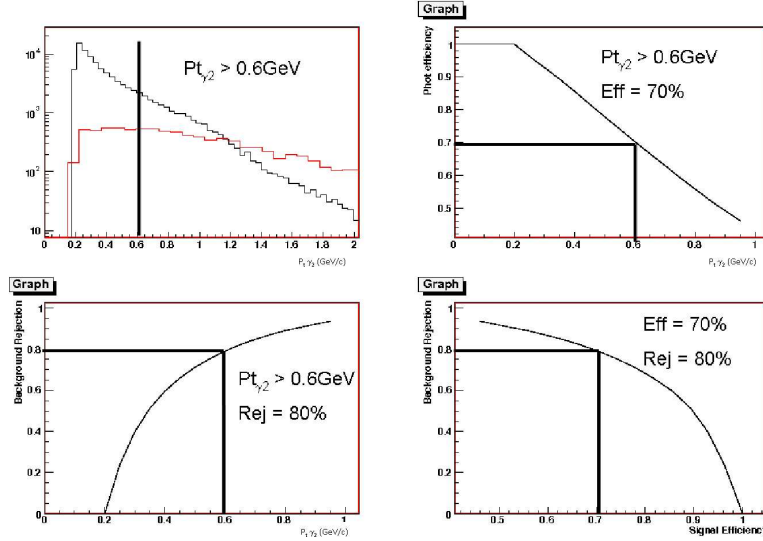 10⁴
10³
10²
10
Pt_γ2 > 0.6GeV
0 0.2 0.4 0.6 0.8 1 1.2 1.4 1.6 1.8 2
P_t γ_2 (GeV/c)
Graph
Phot efficiency
1
0.9
0.8
0.7
0.6
0.5
Pt_γ2 > 0.6GeV
Eff = 70%
0 0.2 0.4 0.6 0.8 1
P_t γ_2 (GeV/c)
Graph
Background Rejection
1
0.8
0.6
0.4
0.2
0
Pt_γ2 > 0.6GeV
Rej = 80%
0 0.2 0.4 0.6 0.8 1
P_t γ_2 (GeV/c)
Graph
Background Rejection
1
0.8
0.6
0.4
0.2
0
Eff = 70%
Rej = 80%
0.5 0.6 0.7 0.8 0.9 1
Signal Efficiency